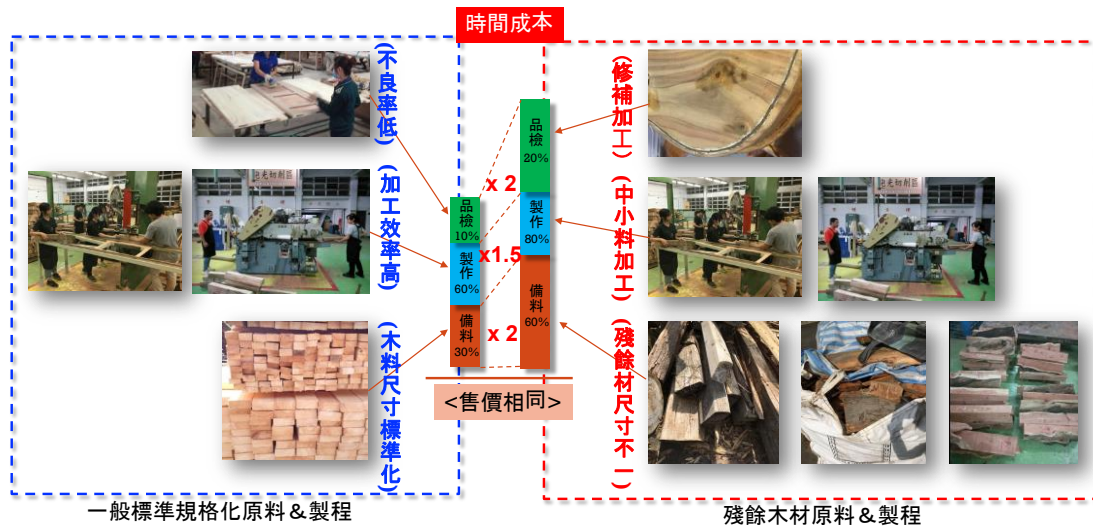 時間成本
(不良率低)
(加工效率高)
(木料尺寸標準化)
品檢
10%
製作
60%
備料
30%
x 2
x1.5
x 2
品檢
20%
製作
80%
備料
60%
<售價相同>
(修補加工)
(中小料加工)
(殘餘材尺寸不一)
一般標準規格化原料&製程
殘餘木材原料&製程